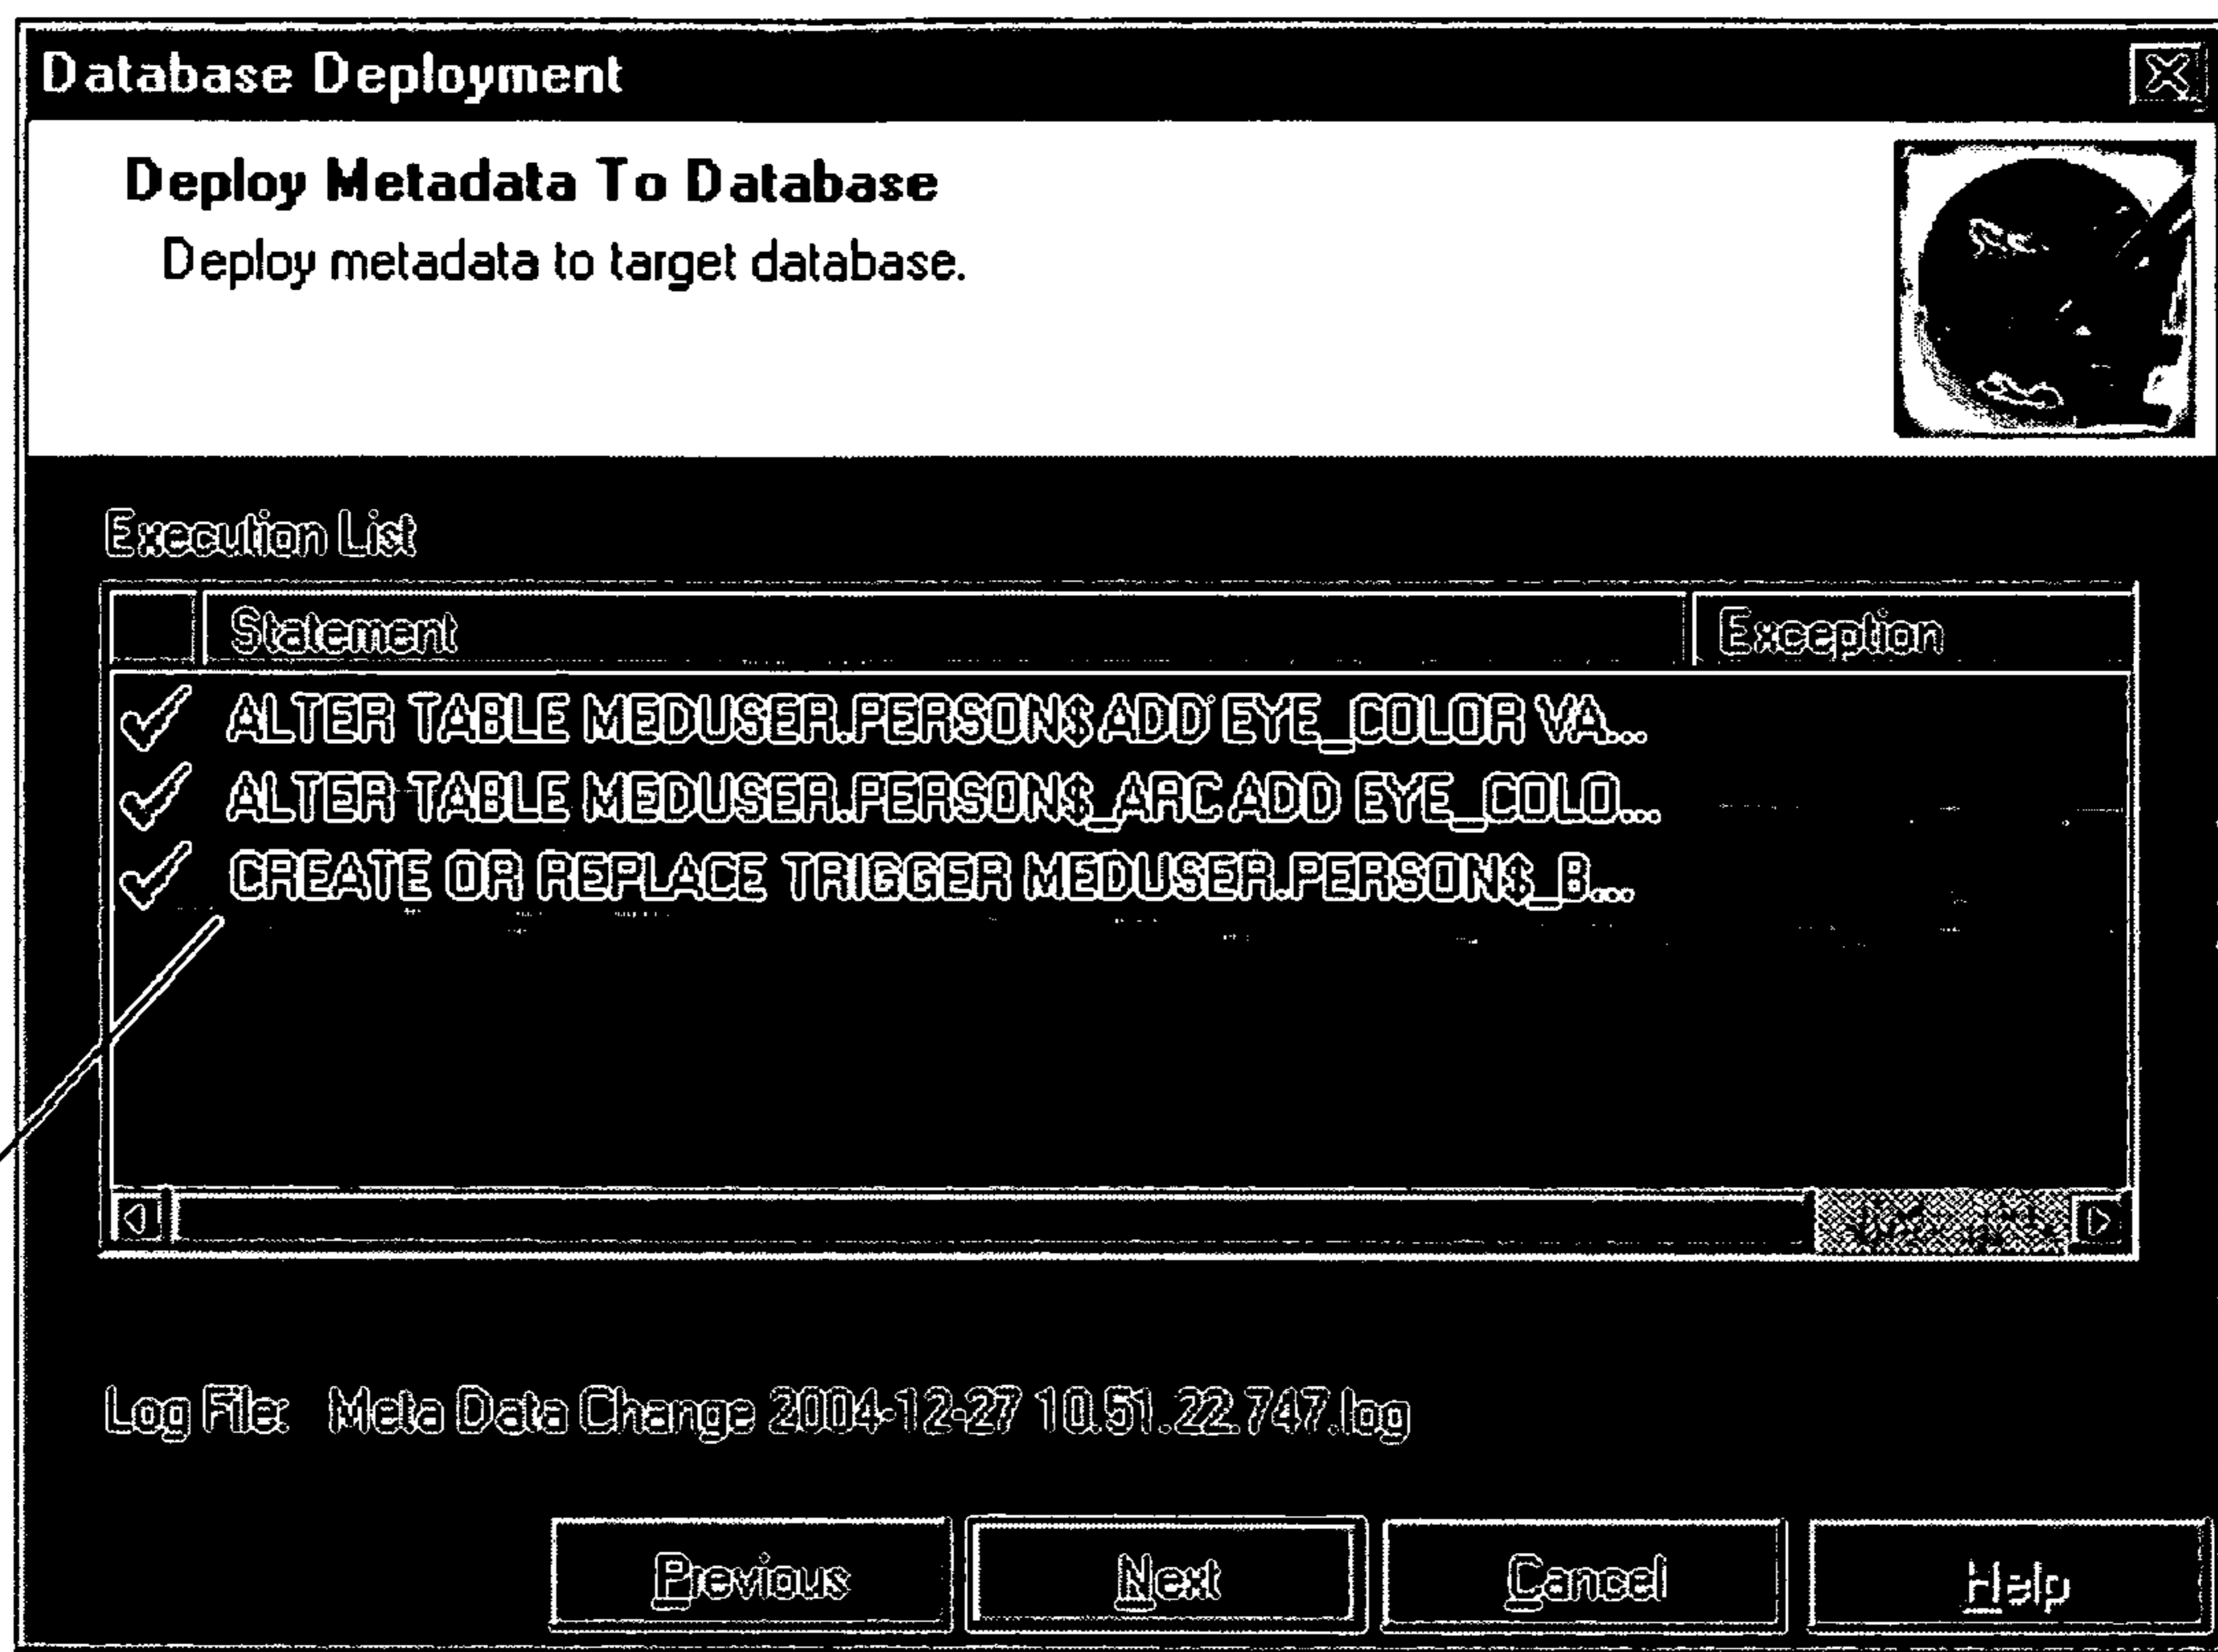 Database Deployment
Deploy Metadata To Database
Deploy metadata to target database.
Execution List
Statement Exception
ALTER TABLE MEDUSER.PERSON$ ADD EYE_COLOR VA...
ALTER TABLE MEDUSER.PERSON$_ARC ADD EYE_COLO...
CREATE OR REPLACE TRIGGER MEDUSER.PERSON$_B...
Log File: Meta Data Change 2004-12-27 10.51.22.747.log
Previous Next Cancel Help